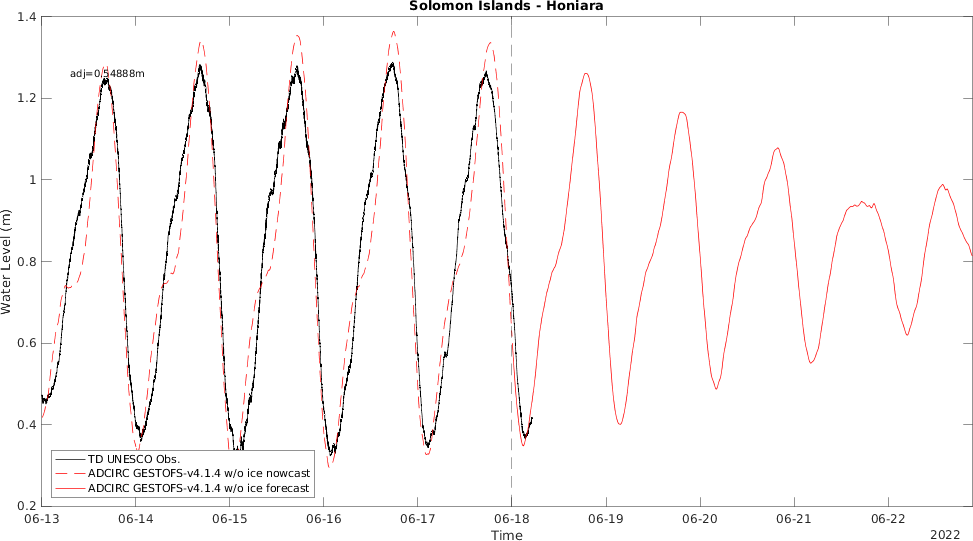 Solomon Islands - Honiara
Water Level (m)
1.4
1.2
1
0.8
0.6
0.4
0.2
adj=0.54888m
TD UNESCO Obs.
ADCIRC GESTOFS-v4.1.4 w/o ice nowcast
ADCIRC GESTOFS-v4.1.4 w/o ice forecast
06-13 06-14 06-15 06-16 06-17 06-18 06-19 06-20 06-21 06-22
Time
2022